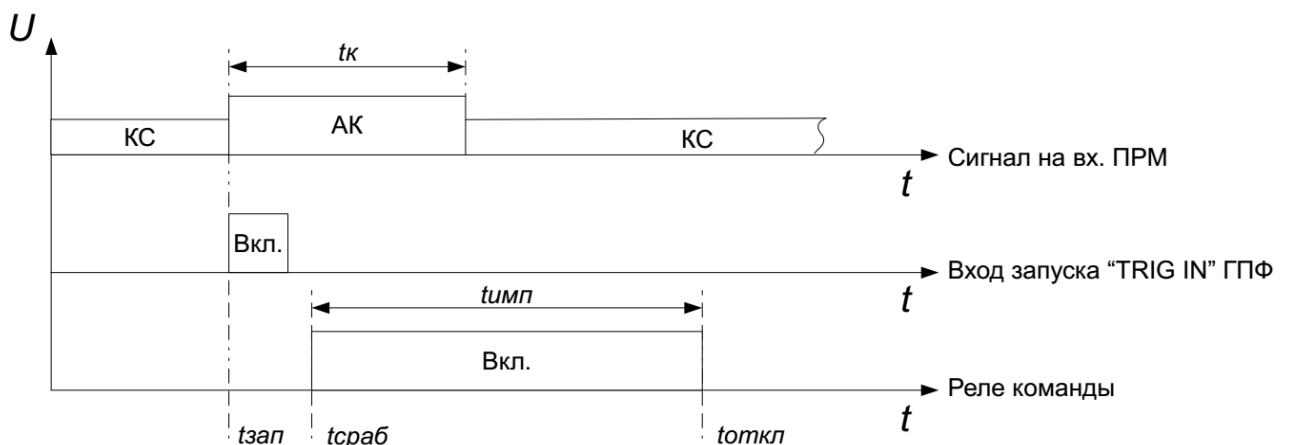 U
tк
КС
АК
КС
Сигнал на вх. ПРМ
t
Вкл.
Вход запуска “TRIG IN” ГПФ
t
tимп
Вкл.
Реле команды
t
tзап
tсраб
tоткл